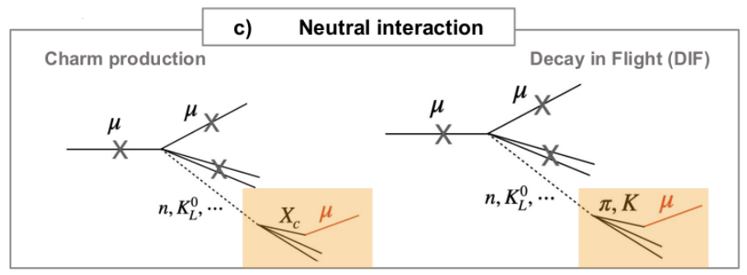 c) Neutral interaction
Charm production
Decay in Flight (DIF)
μ
μ
n, K_L^0, ···
X_c
μ
μ
μ
n, K_L^0, ···
π, K
μ